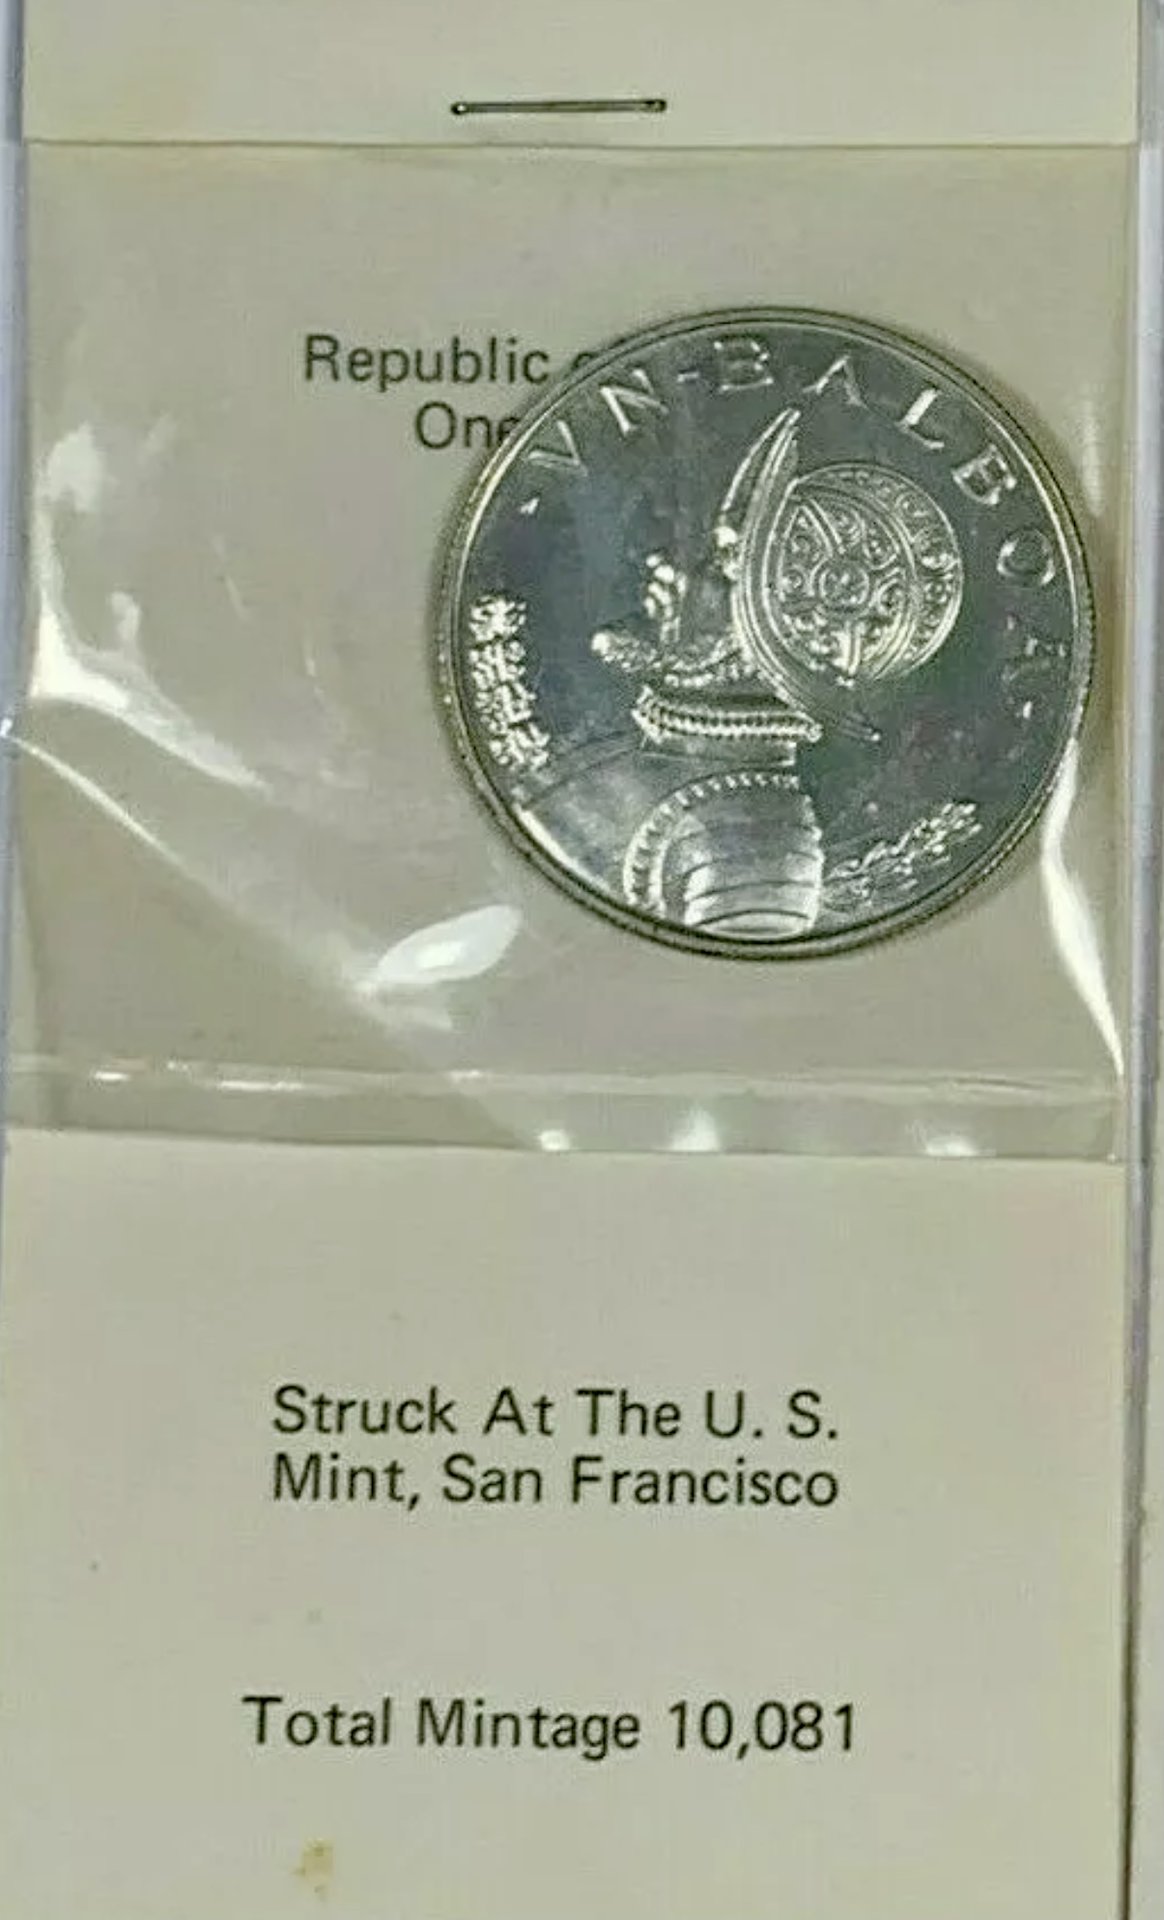 Republic
One
·VN·BALBOA·
Struck At The U. S.
Mint, San Francisco
Total Mintage 10,081